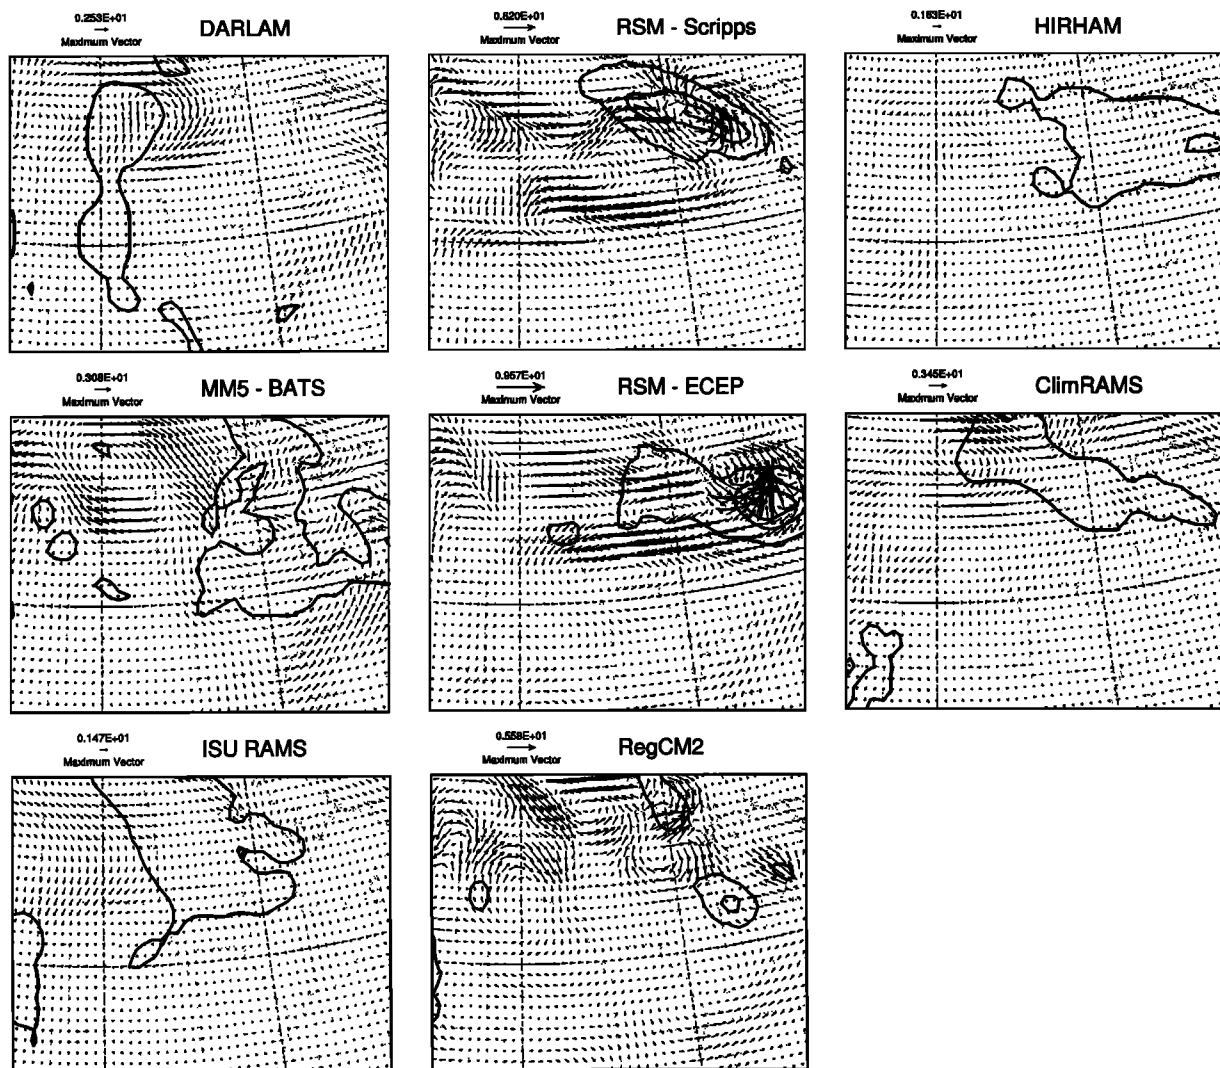 0.253E+01
Maximum Vector
DARLAM
0.820E+01
Maximum Vector
RSM - Scripps
0.163E+01
Maximum Vector
HIRHAM
0.308E+01
Maximum Vector
MM5 - BATS
0.957E+01
Maximum Vector
RSM - ECEP
0.345E+01
Maximum Vector
ClimRAMS
0.147E+01
Maximum Vector
ISU RAMS
0.558E+01
Maximum Vector
RegCM2